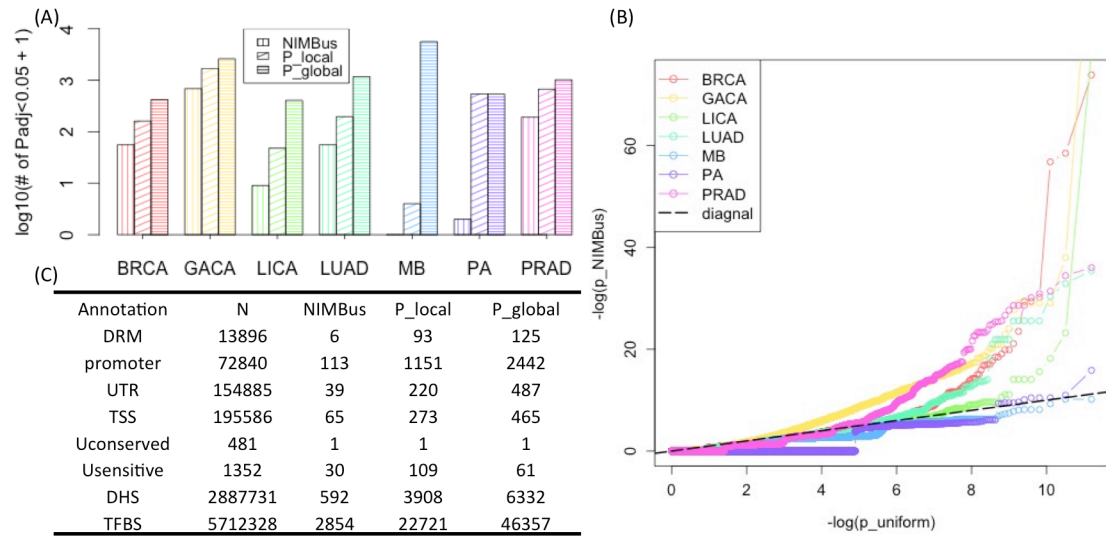 (A)
log10(# of Padj<0.05 + 1)
4
3
2
1
0
NIMBus
P_local
P_global
BRCA GACA LICA LUAD MB PA PRAD
(B)
-log(p_NIMBus)
60
40
20
0
BRCA
GACA
LICA
LUAD
MB
PA
PRAD
diagnal
0 2 4 6 8 10
-log(p_uniform)
(C)
Annotation N NIMBus P_local P_global
DRM 13896 6 93 125
promoter 72840 113 1151 2442
UTR 154885 39 220 487
TSS 195586 65 273 465
Uconserved 481 1 1 1
Usensitive 1352 30 109 61
DHS 2887731 592 3908 6332
TFBS 5712328 2854 22721 46357